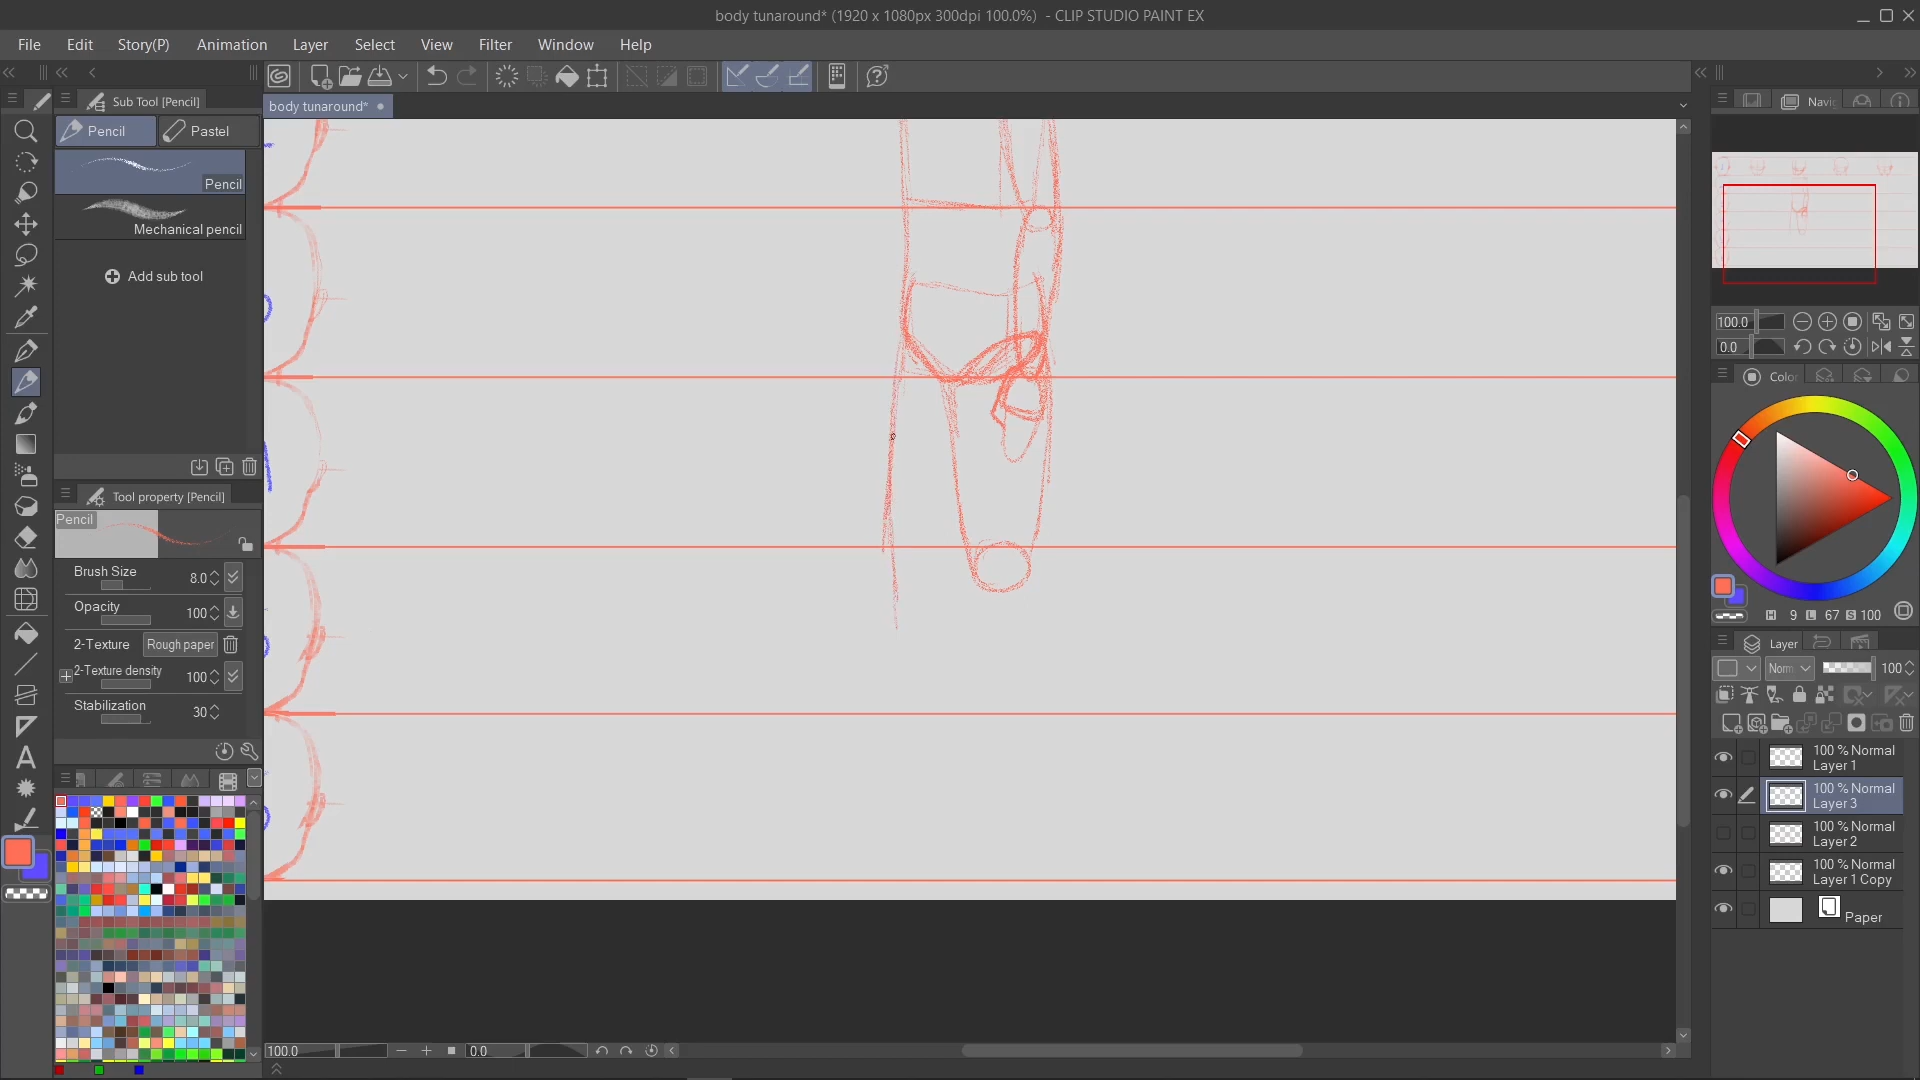 body tunaround* (1920 x 1080px 300dpi 100.0%) - CLIP STUDIO PAINT EX
File Edit Story(P) Animation Layer Select View Filter Window Help
Sub Tool [Pencil]
body tunaround*
Navig
Pencil Pastel
Pencil
Mechanical pencil
Add sub tool
100.0
0.0
Color
Tool property [Pencil]
Pencil
Brush Size 8.0
Opacity 100
2-Texture Rough paper
2-Texture density 100
Stabilization 30
H 9 L 67 S 100
Layer
Norm 100
100 % Normal
Layer 1
100 % Normal
Layer 3
100 % Normal
Layer 2
100 % Normal
Layer 1 Copy
Paper
100.0 0.0